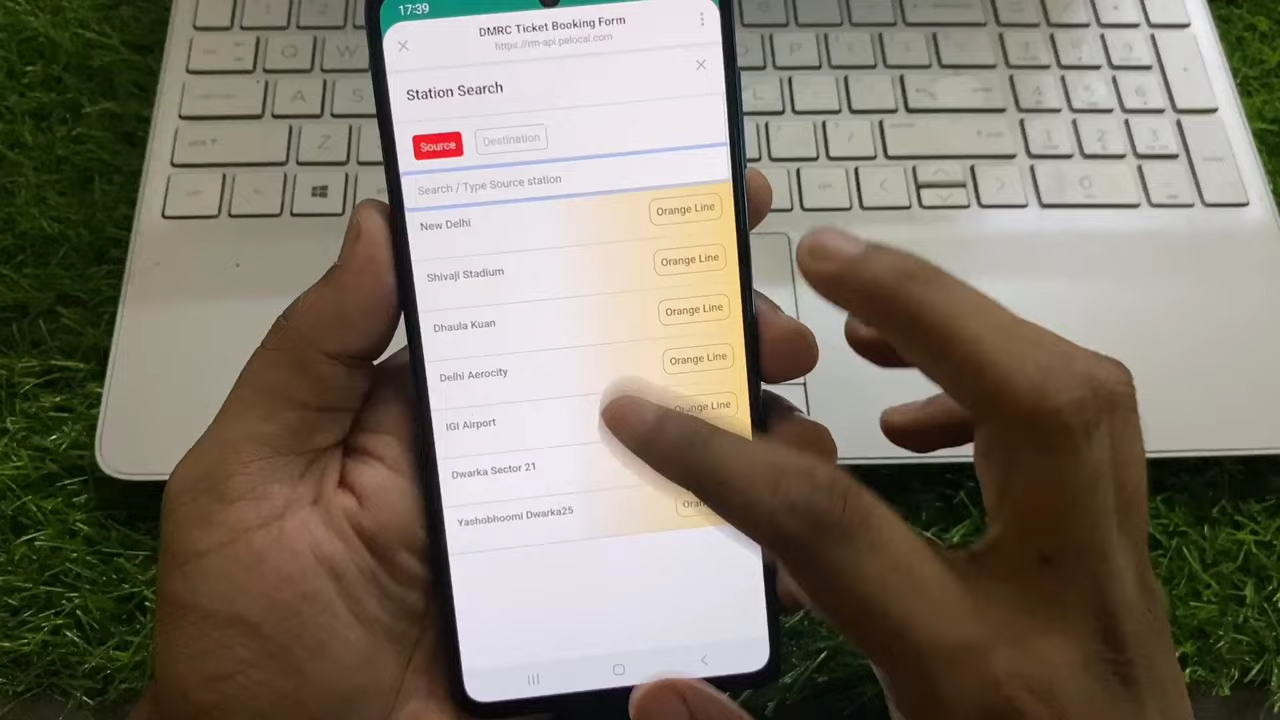 17:39
DMRC Ticket Booking Form
https://rm-api.pelocal.com
Station Search
Source Destination
Search / Type Source station
New Delhi Orange Line
Shivaji Stadium Orange Line
Dhaula Kuan Orange Line
Delhi Aerocity Orange Line
IGI Airport Orange Line
Dwarka Sector 21
Yashobhoomi Dwarka25
Q W
A S
Z